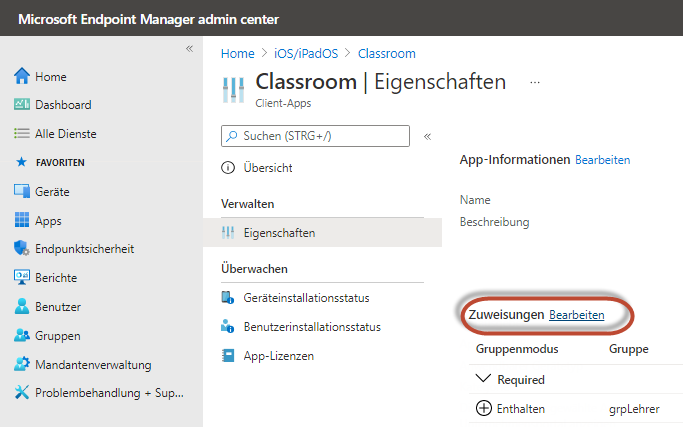 Microsoft Endpoint Manager admin center
«
Home
Dashboard
Alle Dienste
FAVORITEN
Geräte
Apps
Endpunktsicherheit
Berichte
Benutzer
Gruppen
Mandantenverwaltung
Problembehandlung + Sup...
Home > iOS/iPadOS > Classroom
Classroom | Eigenschaften ...
Client-Apps
Suchen (STRG+/) «
Übersicht
Verwalten
Eigenschaften
Überwachen
Geräteinstallationsstatus
Benutzerinstallationsstatus
App-Lizenzen
App-Informationen Bearbeiten
Name
Beschreibung
Zuweisungen Bearbeiten
Gruppenmodus Gruppe
Required
Enthalten grpLehrer